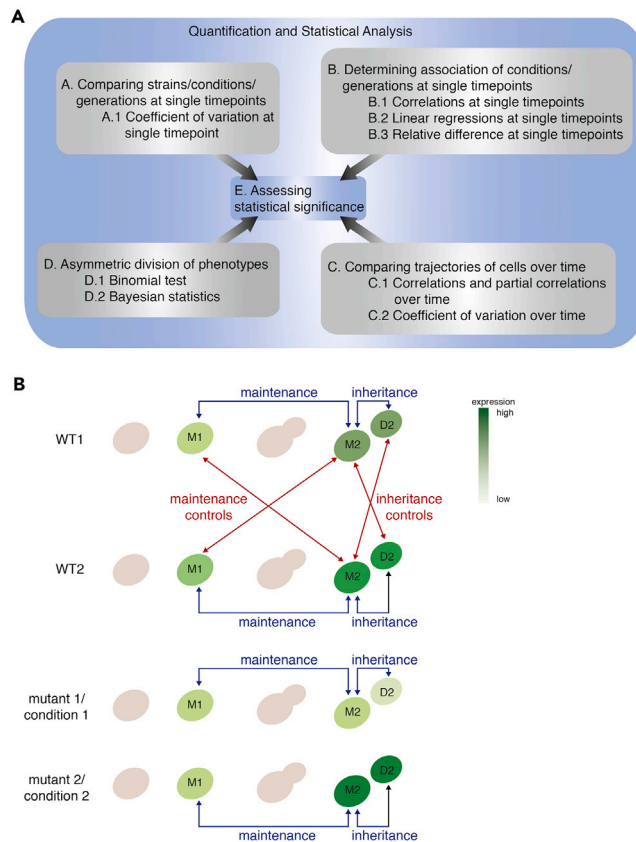 A
Quantification and Statistical Analysis
A. Comparing strains/conditions/
generations at single timepoints
A.1 Coefficient of variation at
single timepoint
B. Determining association of conditions/
generations at single timepoints
B.1 Correlations at single timepoints
B.2 Linear regressions at single timepoints
B.3 Relative difference at single timepoints
E. Assessing
statistical significance
D. Asymmetric division of phenotypes
D.1 Binomial test
D.2 Bayesian statistics
C. Comparing trajectories of cells over time
C.1 Correlations and partial correlations
over time
C.2 Coefficient of variation over time
B
maintenance
inheritance
expression
high
low
WT1
M1
M2
D2
maintenance
controls
inheritance
controls
WT2
M1
M2
D2
maintenance
inheritance
maintenance
inheritance
mutant 1/
condition 1
M1
M2
D2
mutant 2/
condition 2
M1
M2
D2
maintenance
inheritance